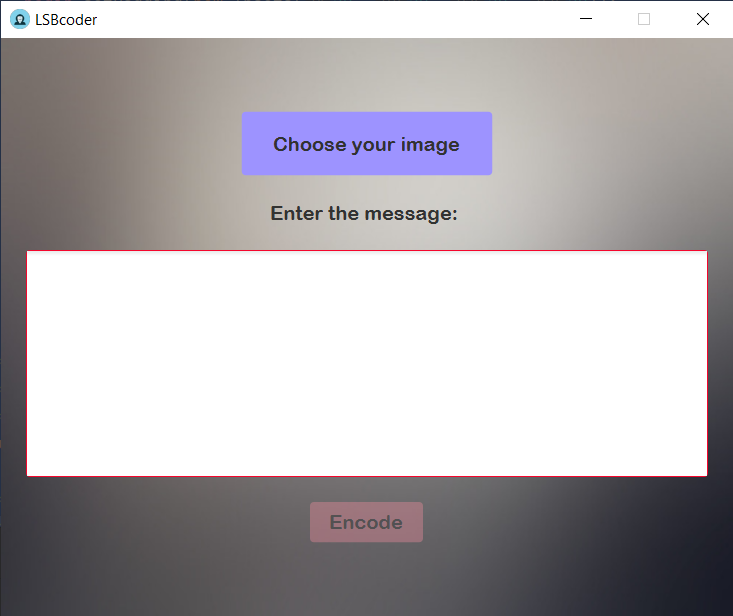 LSBcoder
Choose your image
Enter the message:
Encode